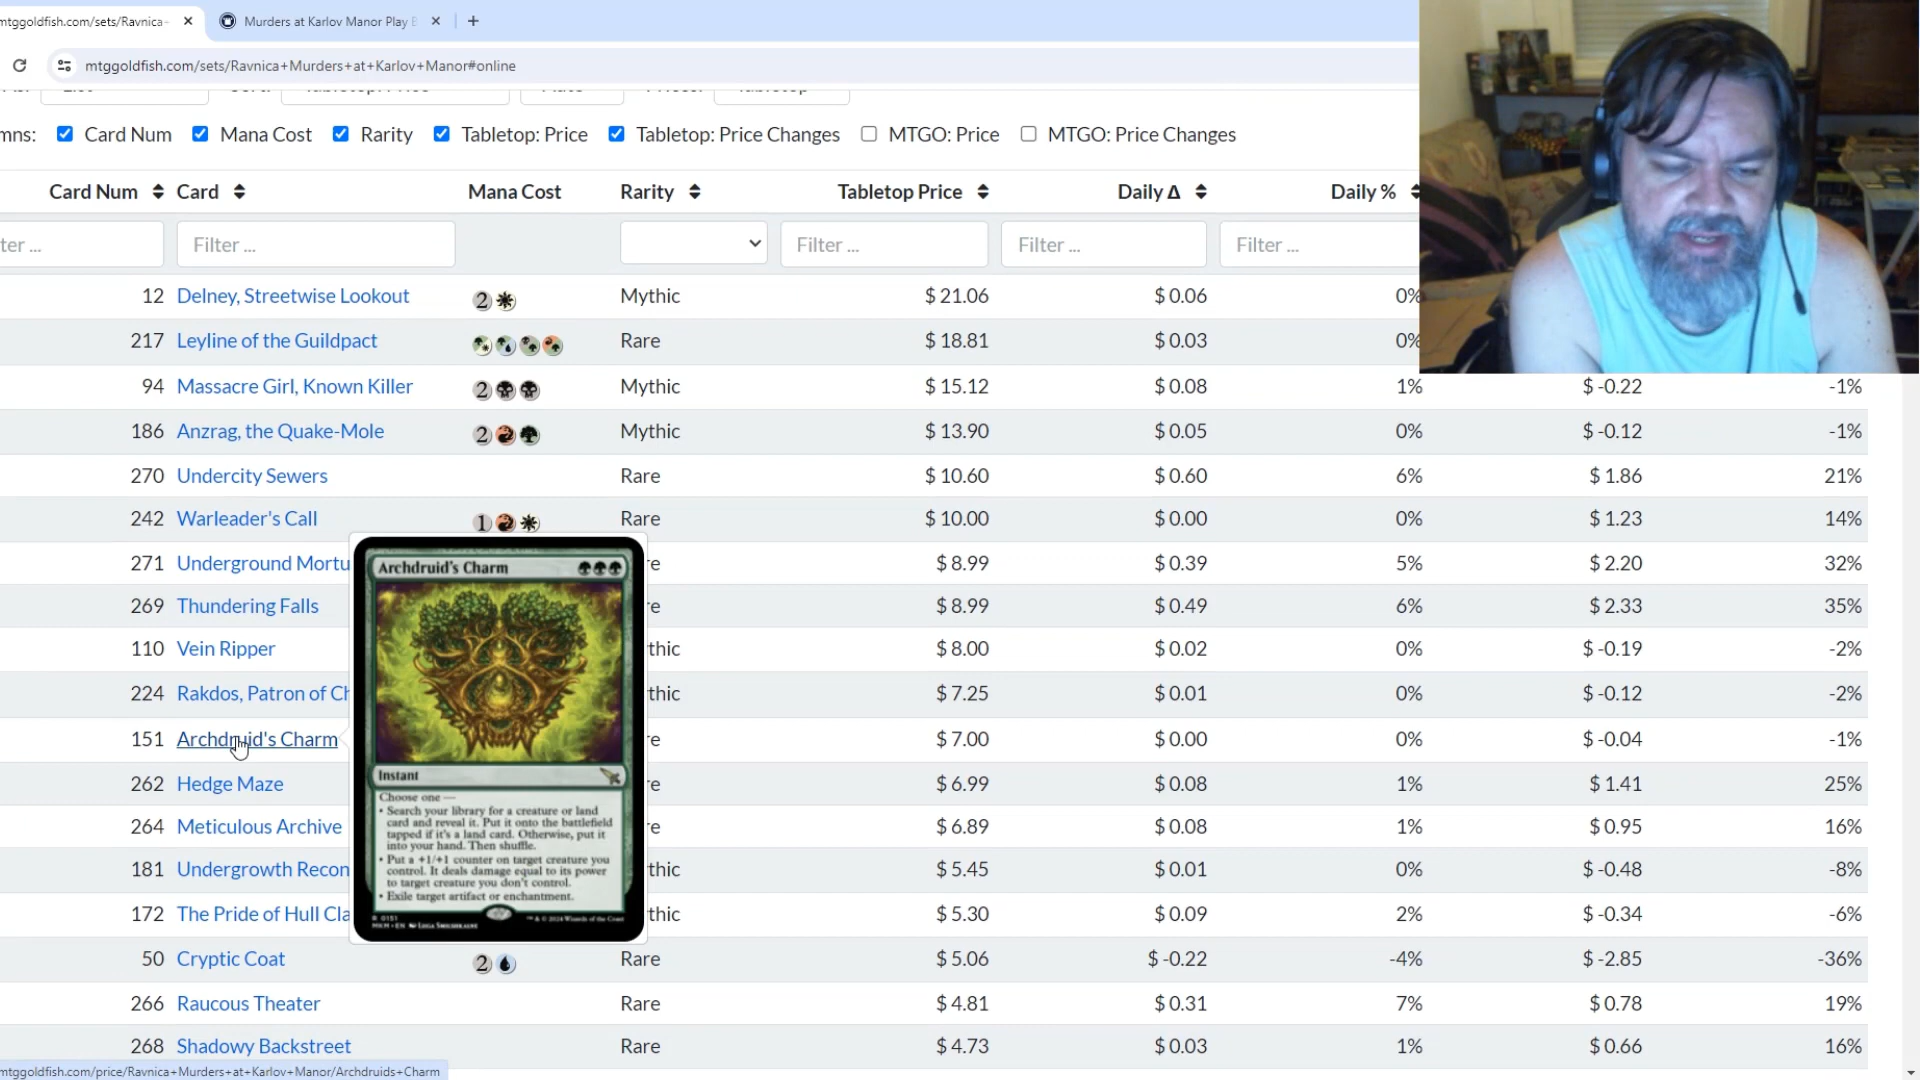 mtggoldfish.com/sets/Ravnica
Murders at Karlov Manor Play
mtggoldfish.com/sets/Ravnica+Murders+at+Karlov+Manor#online
Card Num Mana Cost Rarity Tabletop: Price Tabletop: Price Changes MTGO: Price MTGO: Price Changes
Card Num Card Mana Cost Rarity Tabletop Price Daily Δ Daily %
Filter ... Filter ... Filter ... Filter ...
12 Delney, Streetwise Lookout 2 Mythic $ 21.06 $ 0.06 0%
217 Leyline of the Guildpact Rare $ 18.81 $ 0.03 0%
94 Massacre Girl, Known Killer 2 Mythic $ 15.12 $ 0.08 1% $ -0.22 -1%
186 Anzrag, the Quake-Mole 2 Mythic $ 13.90 $ 0.05 0% $ -0.12 -1%
270 Undercity Sewers Rare $ 10.60 $ 0.60 6% $ 1.86 21%
242 Warleader's Call 1 Rare $ 10.00 $ 0.00 0% $ 1.23 14%
271 Underground Mortu re $ 8.99 $ 0.39 5% $ 2.20 32%
269 Thundering Falls re $ 8.99 $ 0.49 6% $ 2.33 35%
110 Vein Ripper thic $ 8.00 $ 0.02 0% $ -0.19 -2%
224 Rakdos, Patron of Ch thic $ 7.25 $ 0.01 0% $ -0.12 -2%
151 Archdruid's Charm re $ 7.00 $ 0.00 0% $ -0.04 -1%
262 Hedge Maze re $ 6.99 $ 0.08 1% $ 1.41 25%
264 Meticulous Archive re $ 6.89 $ 0.08 1% $ 0.95 16%
181 Undergrowth Recon thic $ 5.45 $ 0.01 0% $ -0.48 -8%
172 The Pride of Hull Cla thic $ 5.30 $ 0.09 2% $ -0.34 -6%
50 Cryptic Coat 2 Rare $ 5.06 $ -0.22 -4% $ -2.85 -36%
266 Raucous Theater Rare $ 4.81 $ 0.31 7% $ 0.78 19%
268 Shadowy Backstreet Rare $ 4.73 $ 0.03 1% $ 0.66 16%
Archdruid's Charm
Instant
Choose one —
• Search your library for a creature or land
card and reveal it. Put it onto the battlefield
tapped if it's a land card. Otherwise, put it
into your hand. Then shuffle.
• Put a +1/+1 counter on target creature you
control. It deals damage equal to its power
to target creature you don't control.
• Exile target artifact or enchantment.
R 0151
MKM • EN
™ & © 2024 Wizards of the Coast
mtggoldfish.com/price/Ravnica+Murders+at+Karlov+Manor/Archdruids+Charm